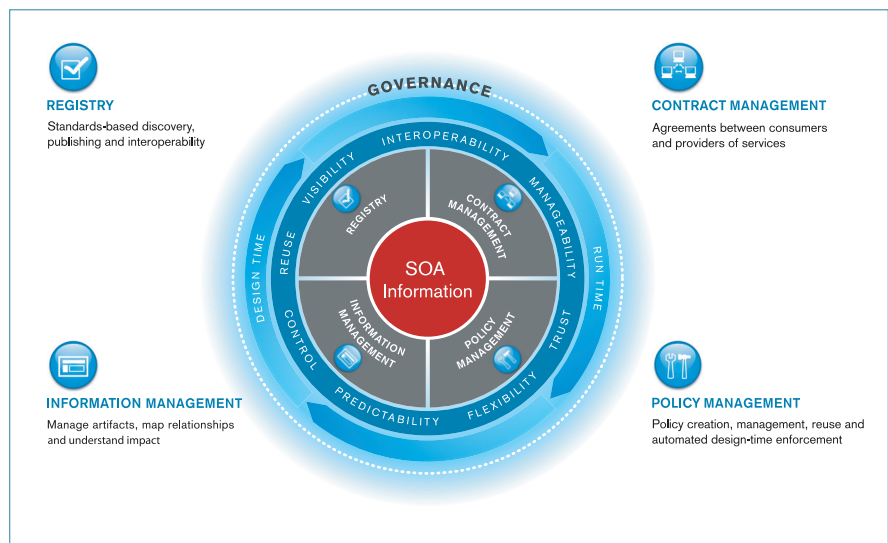 GOVERNANCE
REGISTRY
Standards-based discovery,
publishing and interoperability
CONTRACT MANAGEMENT
Agreements between consumers
and providers of services
DESIGN TIME
RUN TIME
REUSE
VISIBILITY
INTEROPERABILITY
MANAGEABILITY
TRUST
FLEXIBILITY
PREDICTABILITY
CONTROL
REGISTRY
CONTRACT
MANAGEMENT
SOA
Information
INFORMATION
MANAGEMENT
POLICY
MANAGEMENT
INFORMATION MANAGEMENT
Manage artifacts, map relationships
and understand impact
POLICY MANAGEMENT
Policy creation, management, reuse and
automated design-time enforcement